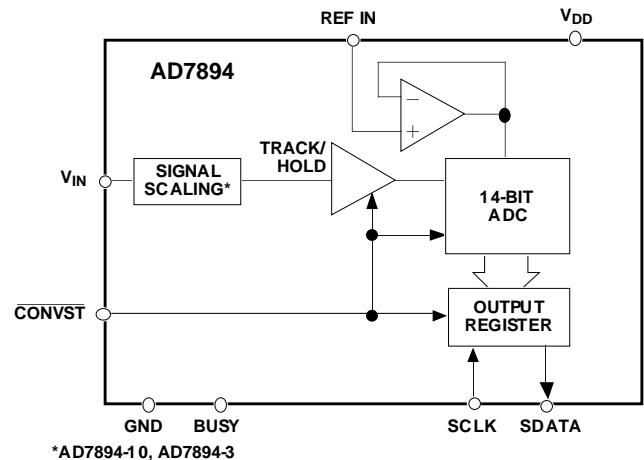 REF IN
VDD
AD7894
TRACK/
HOLD
VIN
SIGNAL
SCALING*
14-BIT
ADC
CONVST
OUTPUT
REGISTER
GND
BUSY
SCLK
SDATA
*AD7894-10, AD7894-3